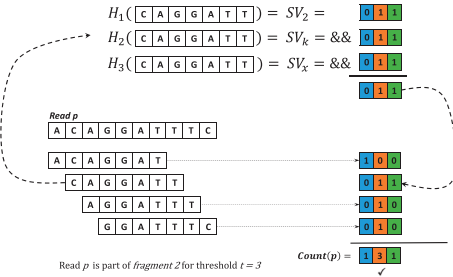 H1( C A G G A T T ) = SV2 = 0 1 1
H2( C A G G A T T ) = SVk = && 0 1 1
H3( C A G G A T T ) = SVx = && 0 1 1
0 1 1
Read p
A C A G G A T T T C
A C A G G A T 1 0 0
C A G G A T T 0 1 1
A G G A T T T 0 1 0
G G A T T T C 0 1 0
Count(p) = 1 3 1
✓
Read p is part of fragment 2 for threshold t = 3